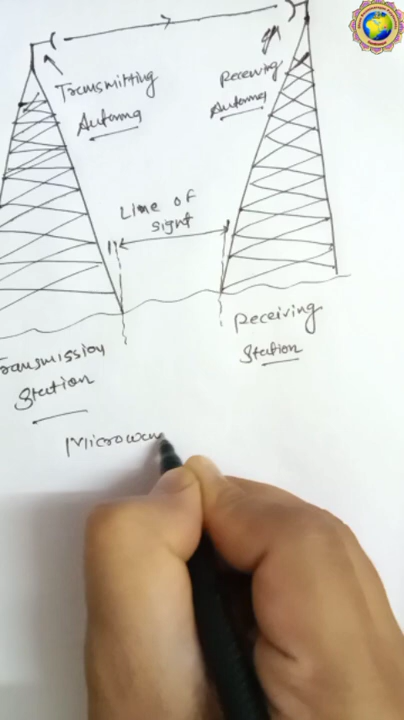 Transmitting
Antenna
Receiving
Antenna
Line of
sight
Transmission
Station
Receiving
Station
Microwav